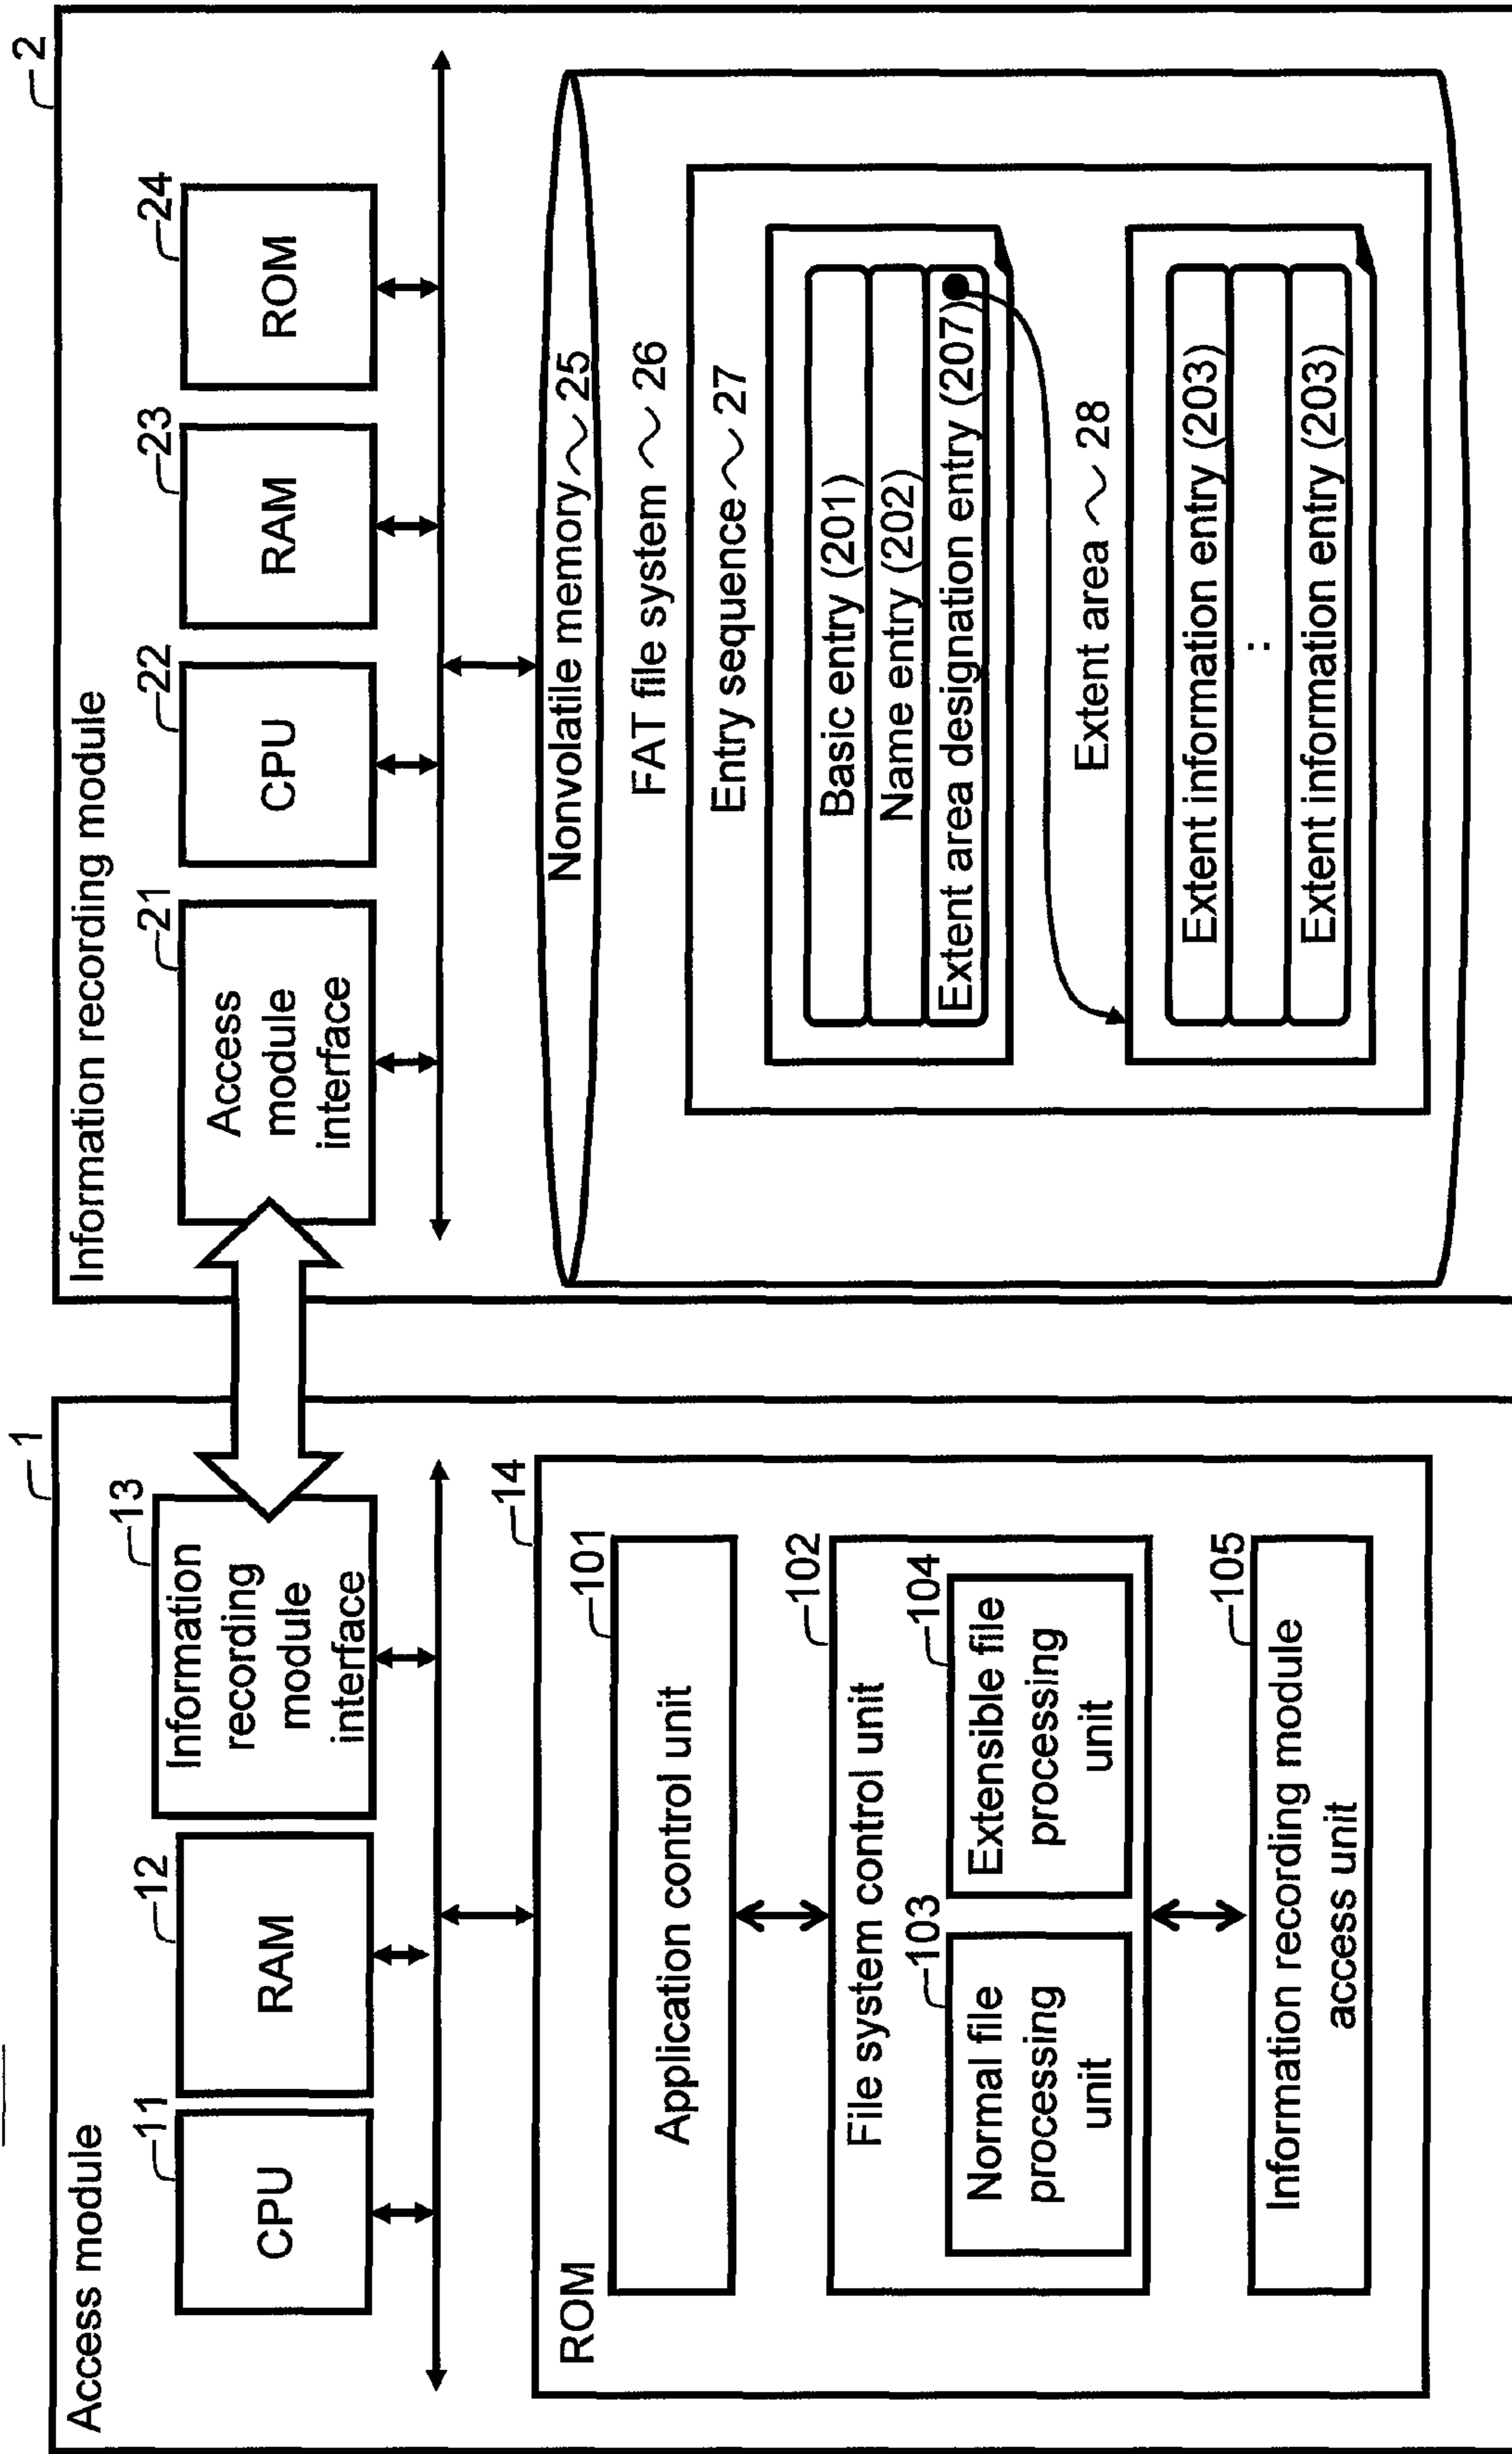 Access module
1
CPU
11
RAM
12
Information
recording
module
interface
13
ROM
14
Application control unit
101
File system control unit
102
Normal file
processing
unit
103
Extensible file
processing
unit
104
Information recording module
access unit
105
Information recording module
2
Access
module
interface
21
CPU
22
RAM
23
ROM
24
Nonvolatile memory ~ 25
FAT file system ~ 26
Entry sequence ~ 27
Basic entry (201)
Name entry (202)
Extent area designation entry (207)
Extent area ~ 28
Extent information entry (203)
:
Extent information entry (203)